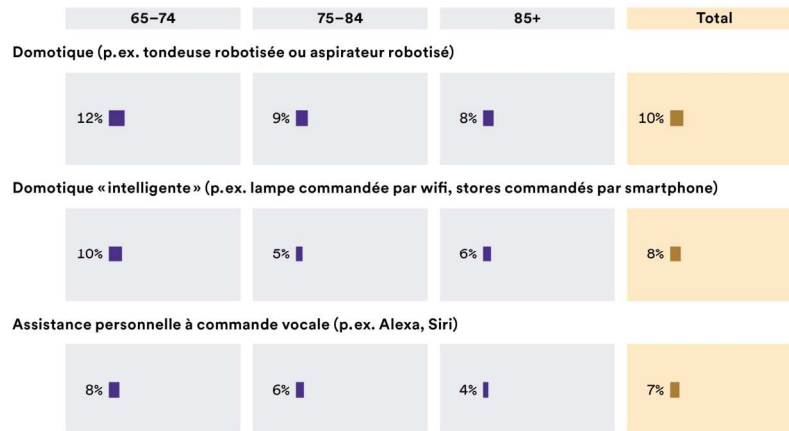 65–74 75–84 85+ Total
Domotique (p.ex. tondeuse robotisée ou aspirateur robotisé)
12% 9% 8% 10%
Domotique «intelligente» (p.ex. lampe commandée par wifi, stores commandés par smartphone)
10% 5% 6% 8%
Assistance personnelle à commande vocale (p.ex. Alexa, Siri)
8% 6% 4% 7%